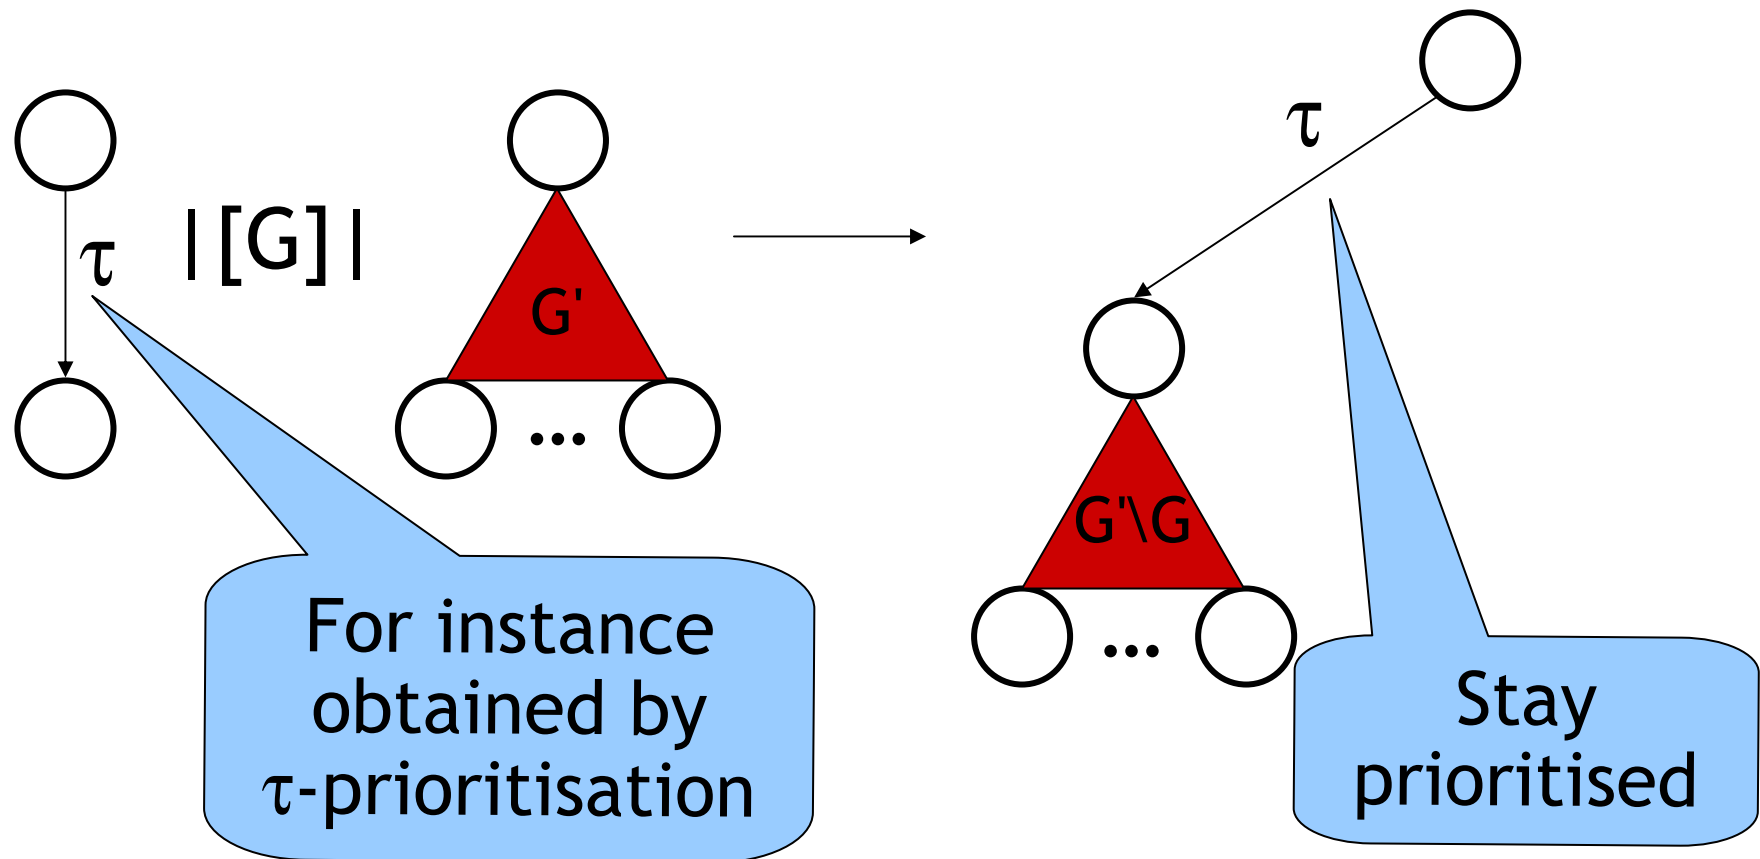 τ
|[G]|
G'
τ
G'\G
For instance
obtained by
τ-prioritisation
Stay
prioritised
...
...